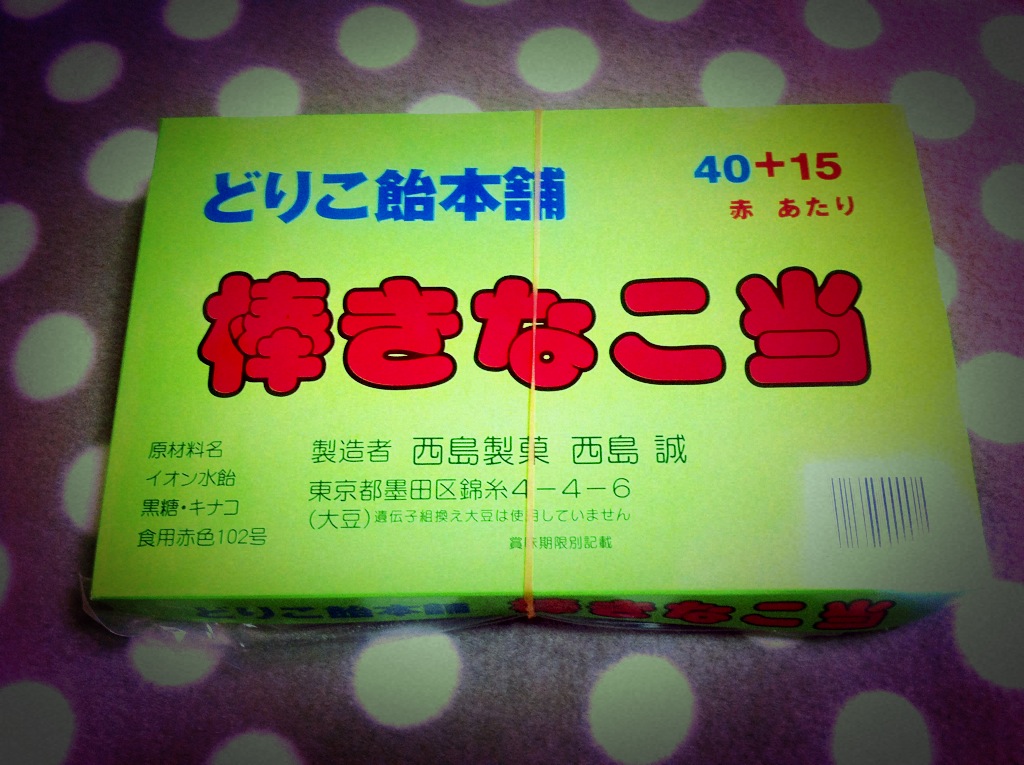 どりこ飴本舗
40+15
赤 あたり
棒きなこ当
原材料名
イオン水飴
黒糖・キナコ
食用赤色102号
製造者 西島製菓 西島 誠
東京都墨田区錦糸4-4-6
(大豆)遺伝子組換え大豆は使用していません
賞味期限別記載
どりこ飴本舗 棒きなこ当